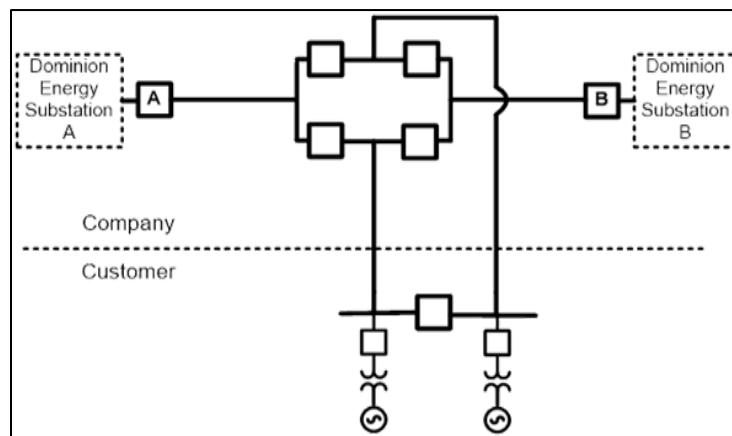 Dominion
Energy
Substation
A
A
B
Dominion
Energy
Substation
B
Company
Customer